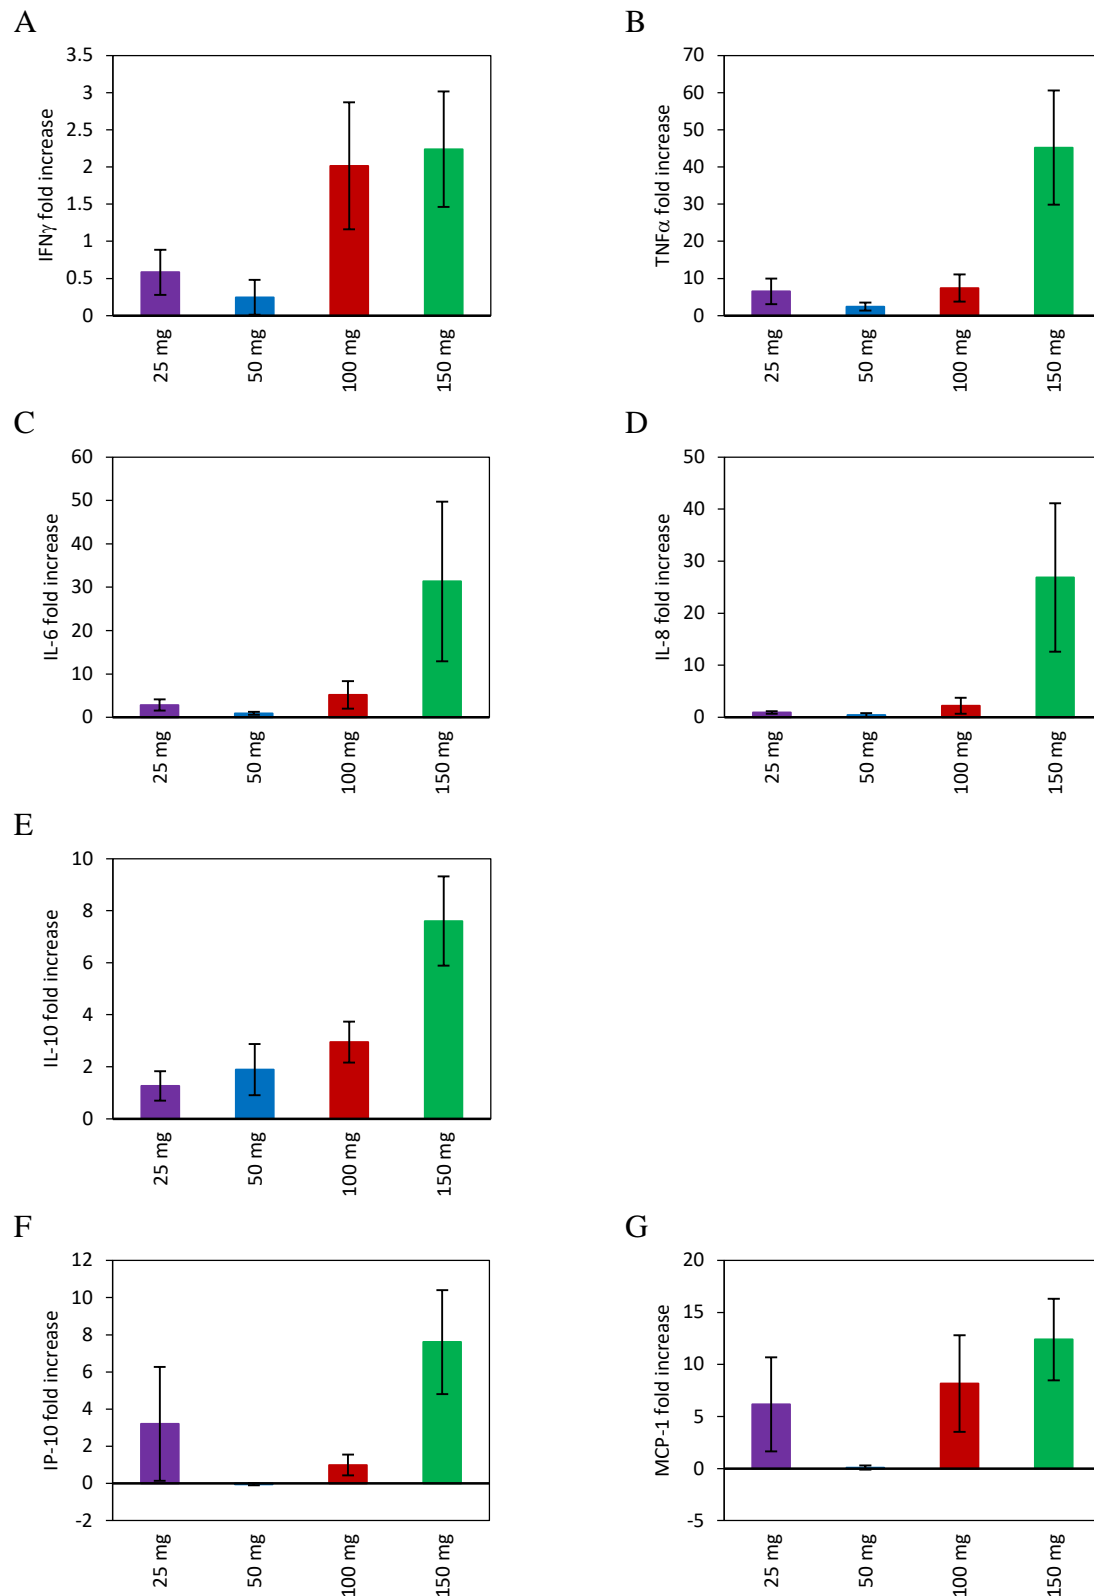 A
IFNγ fold increase
3.5
3
2.5
2
1.5
1
0.5
0
25 mg
50 mg
100 mg
150 mg
B
TNFα fold increase
70
60
50
40
30
20
10
0
25 mg
50 mg
100 mg
150 mg
C
IL-6 fold increase
60
50
40
30
20
10
0
25 mg
50 mg
100 mg
150 mg
D
IL-8 fold increase
50
40
30
20
10
0
25 mg
50 mg
100 mg
150 mg
E
IL-10 fold increase
10
8
6
4
2
0
25 mg
50 mg
100 mg
150 mg
F
IP-10 fold increase
12
10
8
6
4
2
0
-2
25 mg
50 mg
100 mg
150 mg
G
MCP-1 fold increase
20
15
10
5
0
-5
25 mg
50 mg
100 mg
150 mg